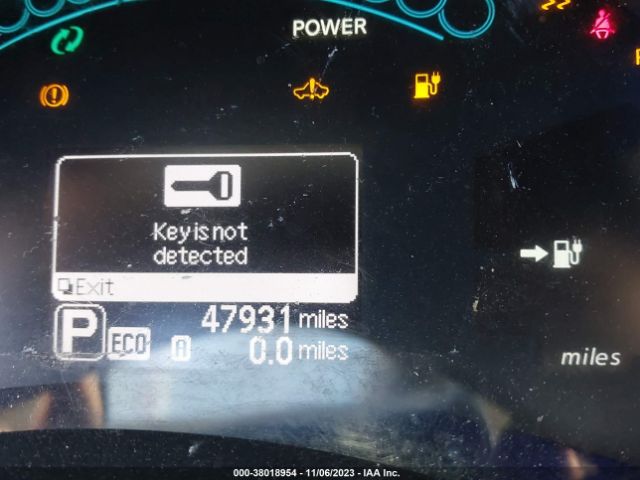 POWER
Key is not
detected
Exit
47931 miles
P ECO A 0.0 miles
miles
000-38018954 - 11/06/2023 - IAA Inc.